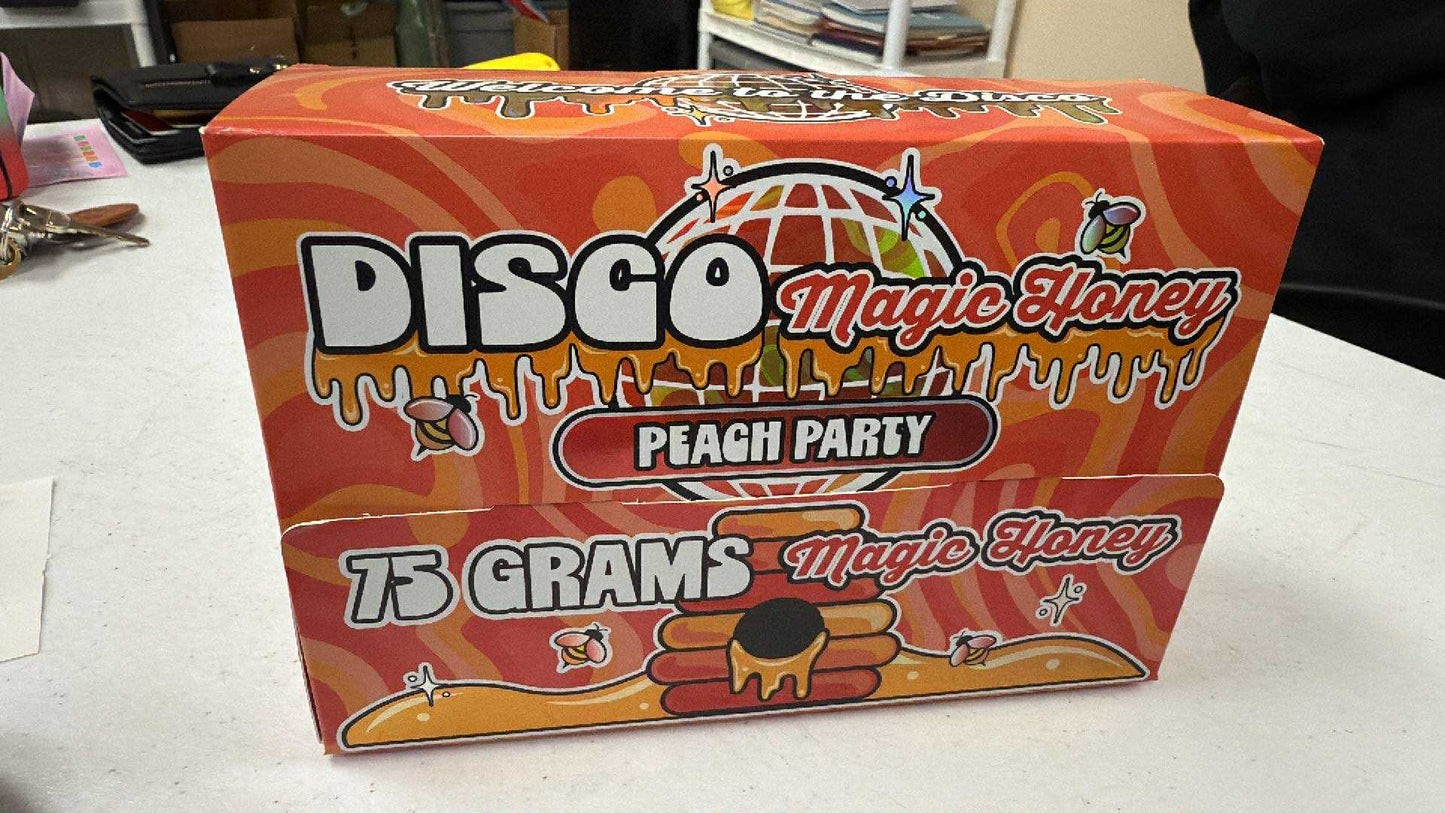 Welcome to the Disco
DISCO Magic Honey
PEACH PARTY
75 GRAMS Magic Honey